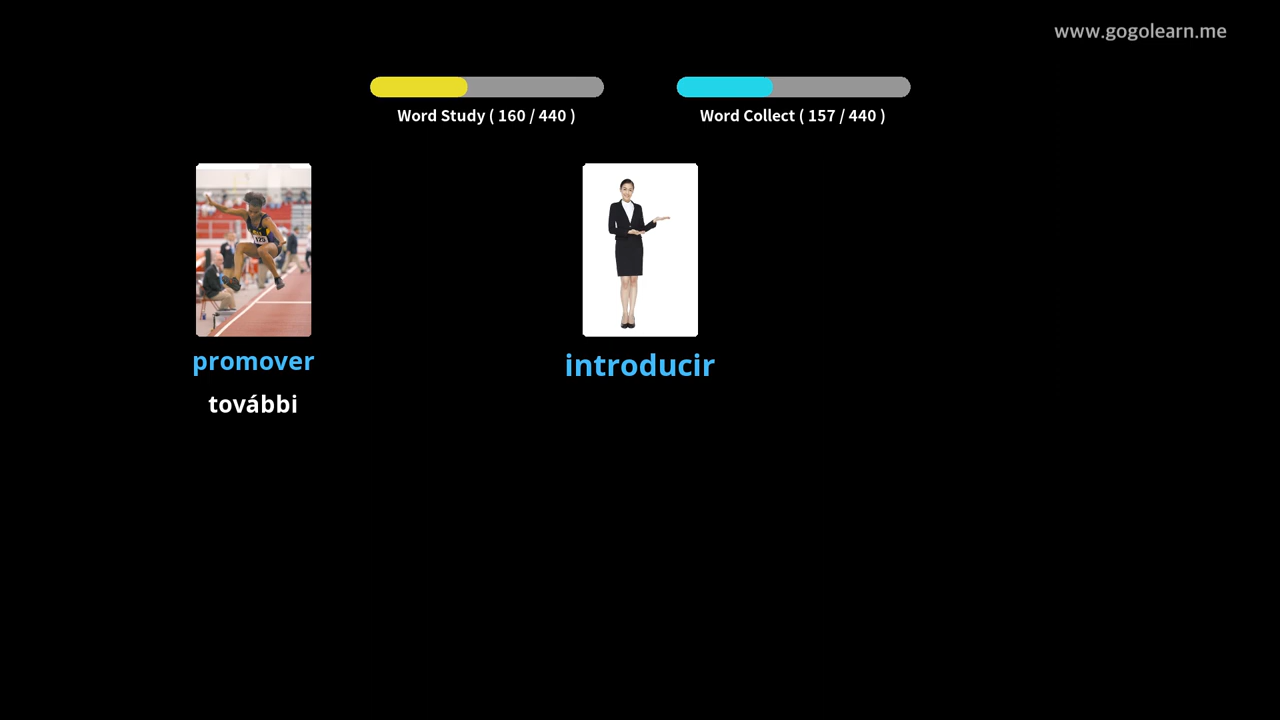 www.gogolearn.me
Word Study ( 160 / 440 )
Word Collect ( 157 / 440 )
promover
introducir
további